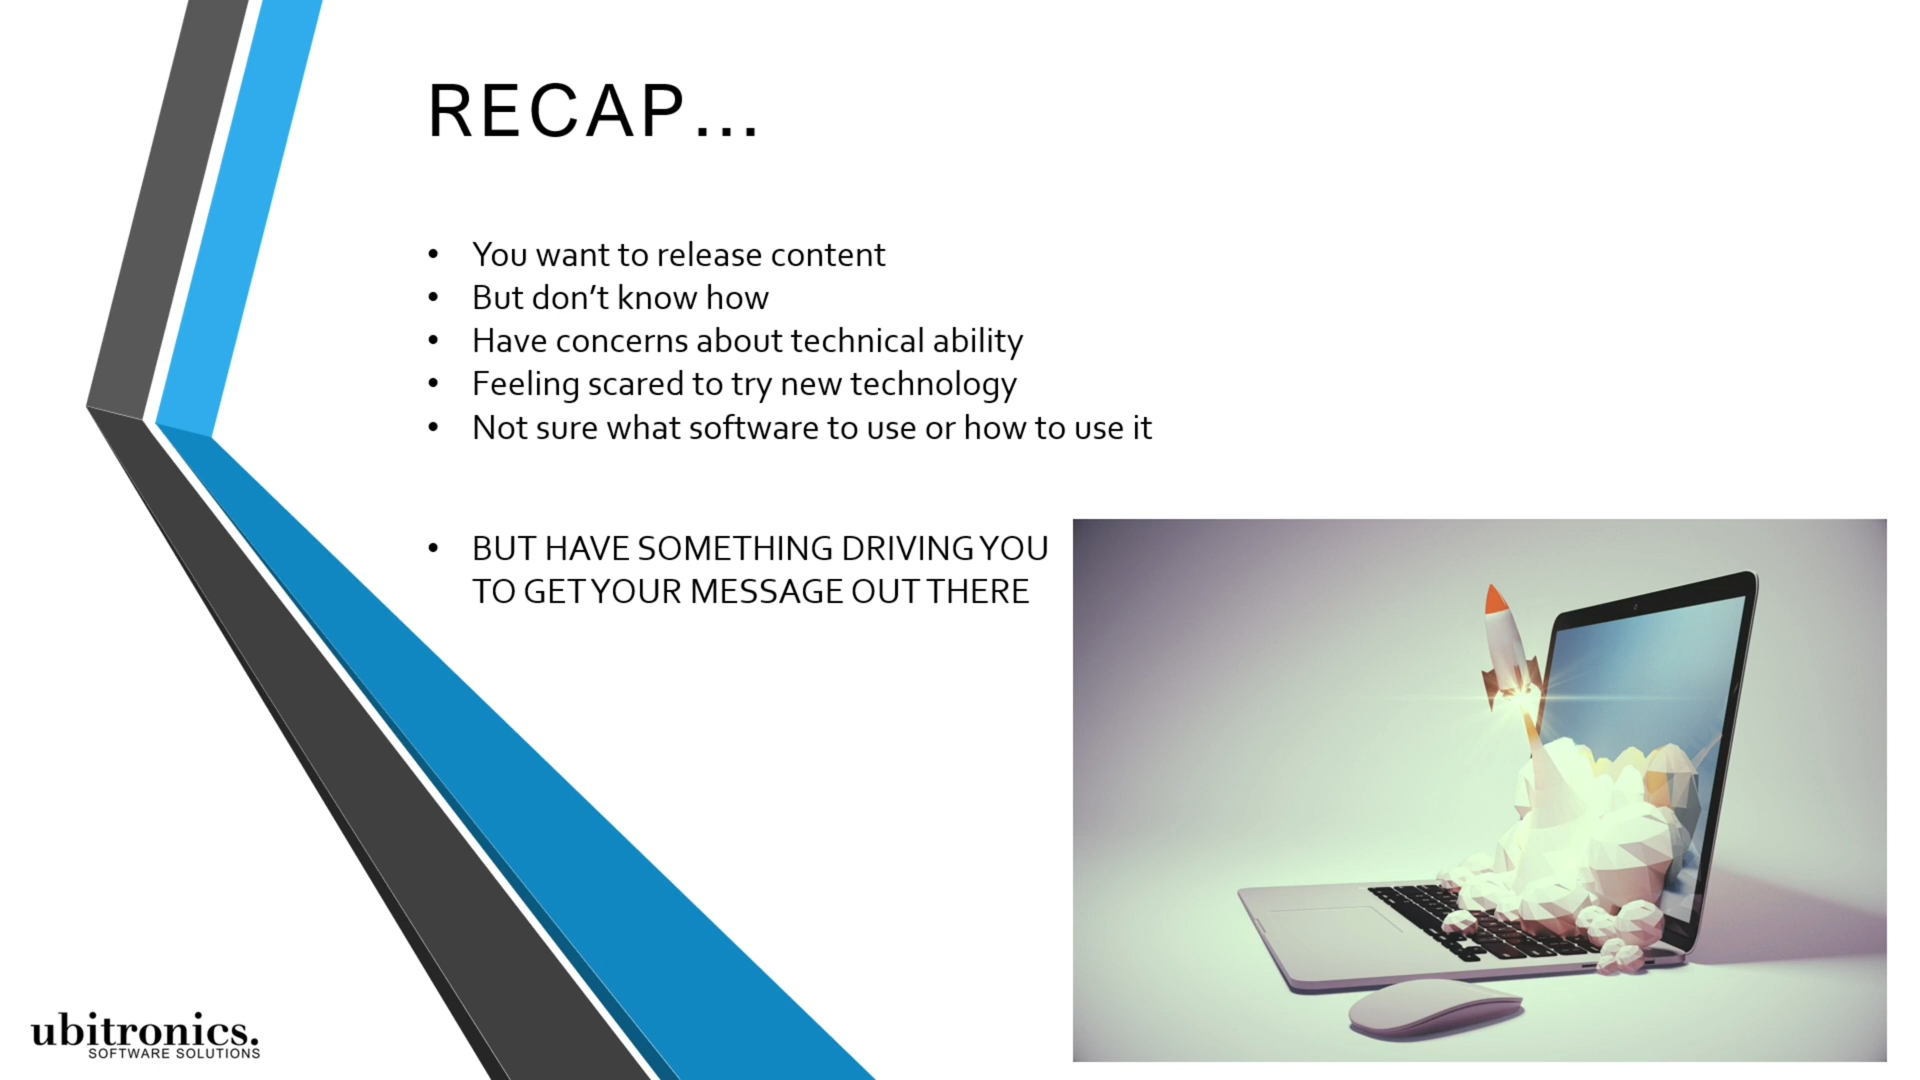 RECAP...
• You want to release content
• But don’t know how
• Have concerns about technical ability
• Feeling scared to try new technology
• Not sure what software to use or how to use it
• BUT HAVE SOMETHING DRIVING YOU
TO GET YOUR MESSAGE OUT THERE
ubitronics.
SOFTWARE SOLUTIONS